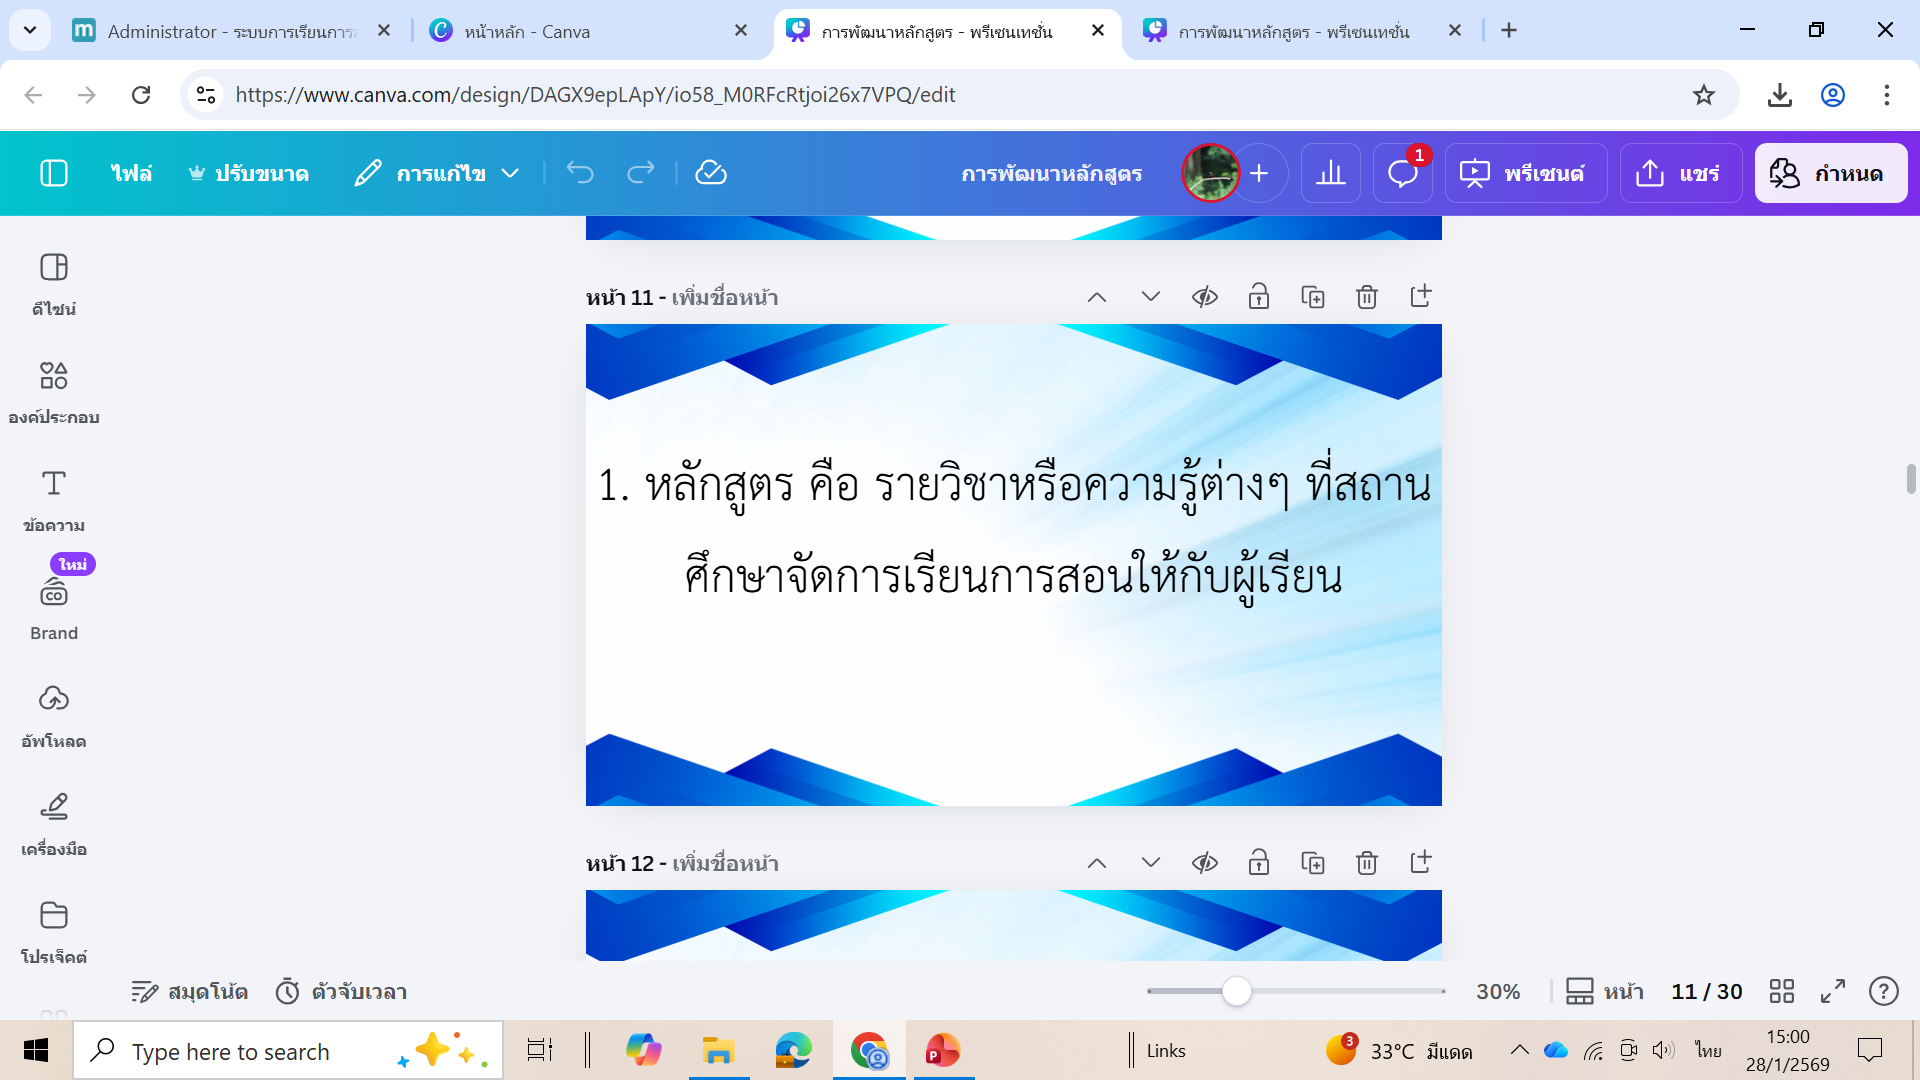 Administrator - ระบบการเรียนการส
หน้าหลัก - Canva
การพัฒนาหลักสูตร - พรีเซนเทชั่น
การพัฒนาหลักสูตร - พรีเซนเทชั่น
https://www.canva.com/design/DAGX9epLApY/io58_M0RFcRtjoi26x7VPQ/edit
ไฟล์
ปรับขนาด
การแก้ไข
การพัฒนาหลักสูตร
1
พรีเซนต์
แชร์
กำหนด
ดีไซน์
องค์ประกอบ
ข้อความ
ใหม่
Brand
อัพโหลด
เครื่องมือ
โปรเจ็คต์
หน้า 11 - เพิ่มชื่อหน้า
1. หลักสูตร คือ รายวิชาหรือความรู้ต่างๆ ที่สถาน
ศึกษาจัดการเรียนการสอนให้กับผู้เรียน
หน้า 12 - เพิ่มชื่อหน้า
สมุดโน้ต
ตัวจับเวลา
30%
หน้า
11 / 30
Type here to search
Links
3
33°C มีแดด
ไทย
15:00
28/1/2569